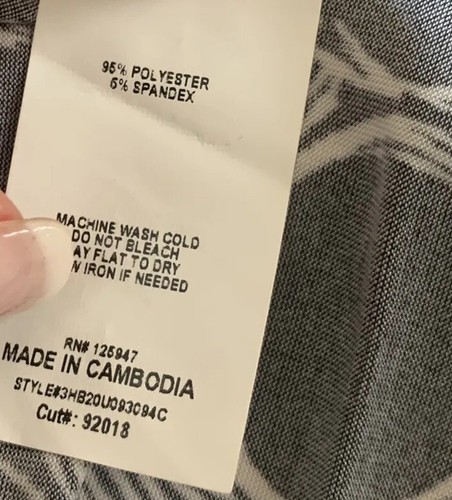 95% POLYESTER
5% SPANDEX
MACHINE WASH COLD
DO NOT BLEACH
AY FLAT TO DRY
W IRON IF NEEDED
RN# 125947
MADE IN CAMBODIA
STYLE#3HB20U093094C
Cut#: 92018